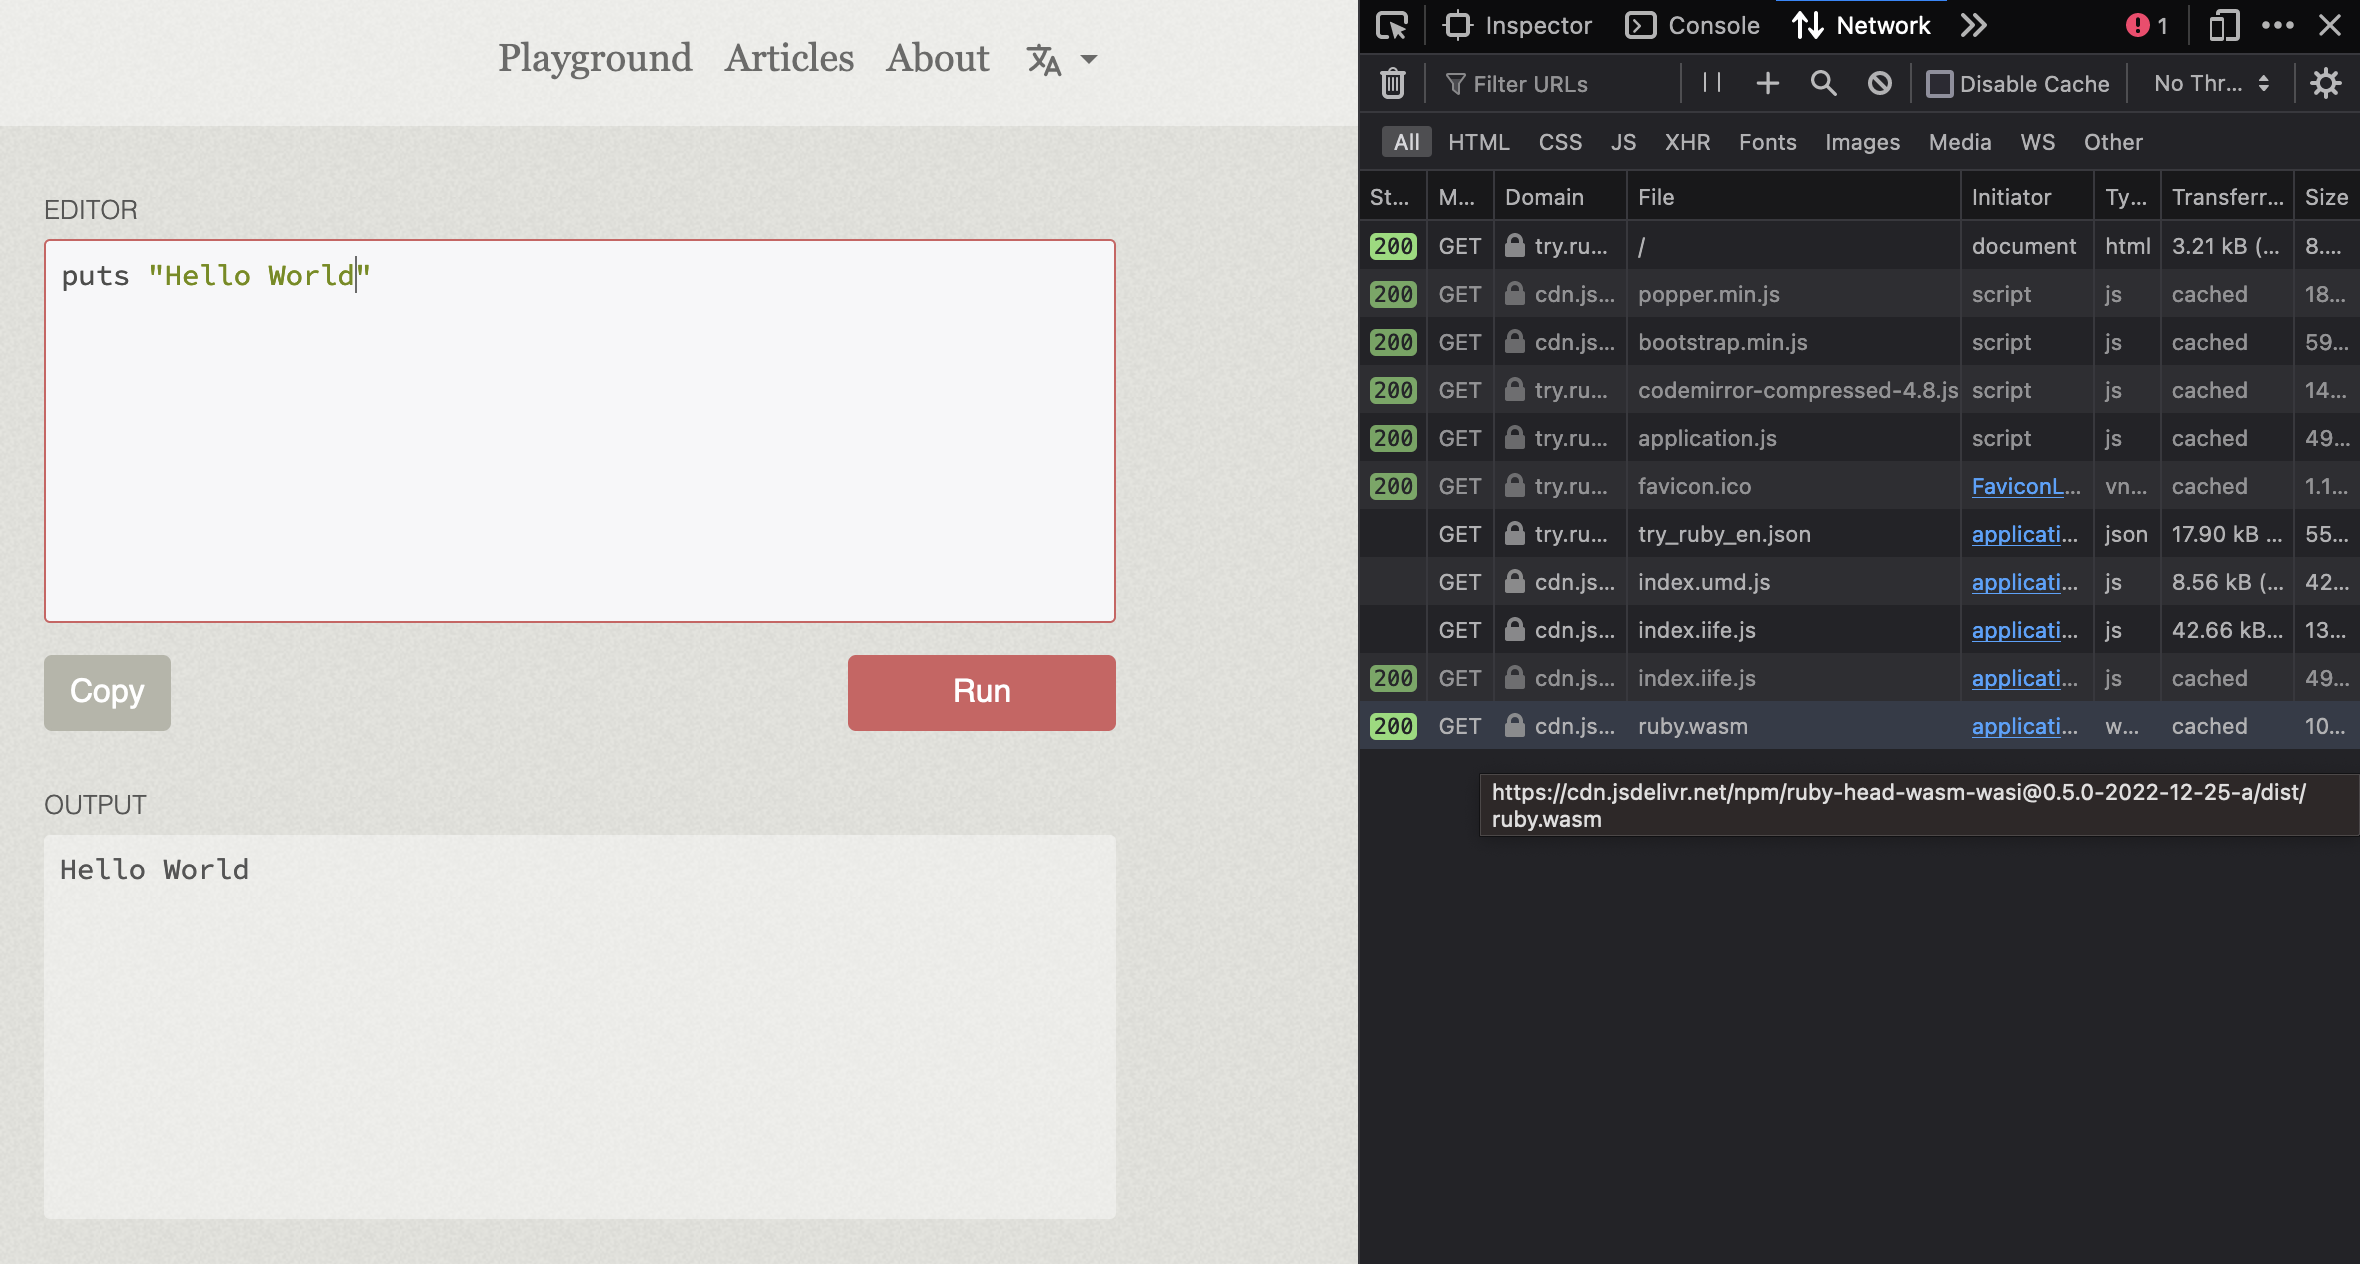 Playground Articles About
EDITOR
puts "Hello World"
Copy
Run
OUTPUT
Hello World
Inspector Console Network 1
Filter URLs Disable Cache No Thr...
All HTML CSS JS XHR Fonts Images Media WS Other
St... M... Domain File Initiator Ty... Transferr... Size
200 GET try.ru... / document html 3.21 kB (... 8....
200 GET cdn.js... popper.min.js script js cached 18...
200 GET cdn.js... bootstrap.min.js script js cached 59...
200 GET try.ru... codemirror-compressed-4.8.js script js cached 14...
200 GET try.ru... application.js script js cached 49...
200 GET try.ru... favicon.ico FaviconL... vn... cached 1.1...
GET try.ru... try_ruby_en.json applicati... json 17.90 kB ... 55...
GET cdn.js... index.umd.js applicati... js 8.56 kB (... 42...
GET cdn.js... index.iife.js applicati... js 42.66 kB... 13...
200 GET cdn.js... index.iife.js applicati... js cached 49...
200 GET cdn.js... ruby.wasm applicati... w... cached 10...
https://cdn.jsdelivr.net/npm/ruby-head-wasm-wasi@0.5.0-2022-12-25-a/dist/
ruby.wasm